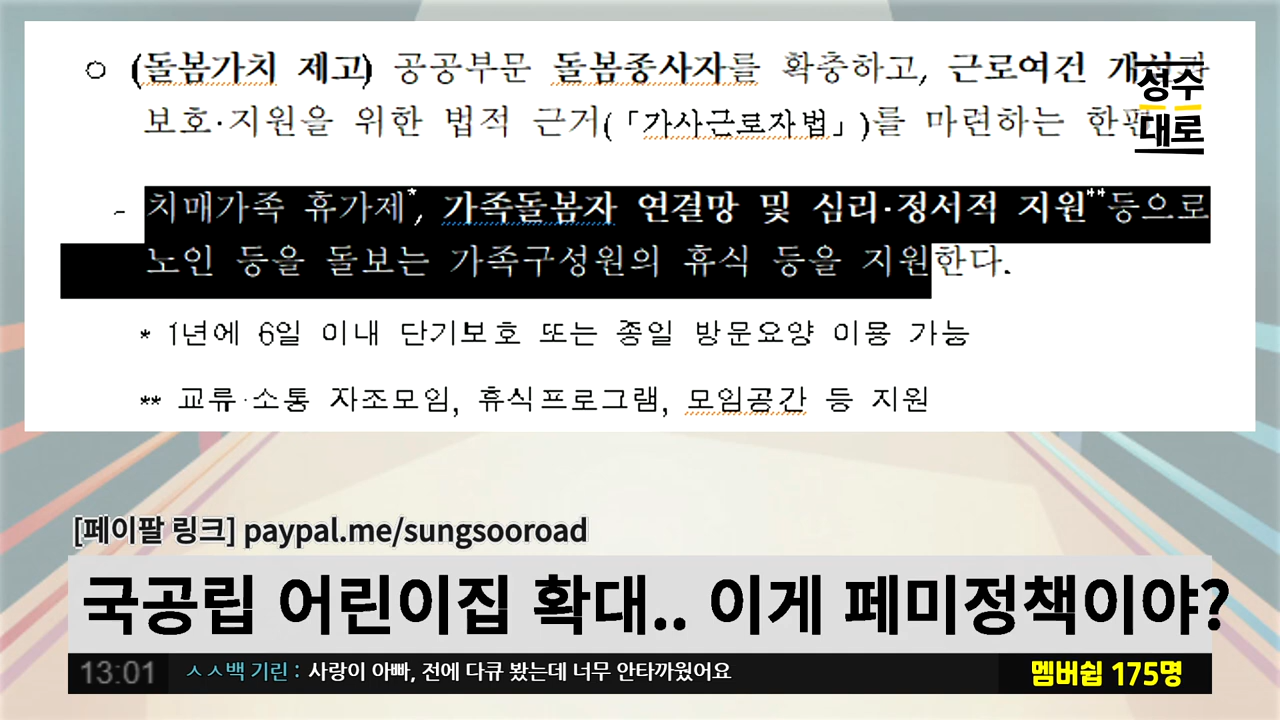 ○ (돌봄가치 제고) 공공부문 돌봄종사자를 확충하고, 근로여건 개선과
보호·지원을 위한 법적 근거(「가사근로자법」)를 마련하는 한편
성수
대로
- 치매가족 휴가제*, 가족돌봄자 연결망 및 심리·정서적 지원**등으로
노인 등을 돌보는 가족구성원의 휴식 등을 지원한다.
* 1년에 6일 이내 단기보호 또는 종일 방문요양 이용 가능
** 교류·소통 자조모임, 휴식프로그램, 모임공간 등 지원
[페이팔 링크] paypal.me/sungsooroad
국공립 어린이집 확대.. 이게 페미정책이야?
13:01 ㅅㅅ백 기린 : 사랑이 아빠, 전에 다큐 봤는데 너무 안타까웠어요 멤버쉽 175명